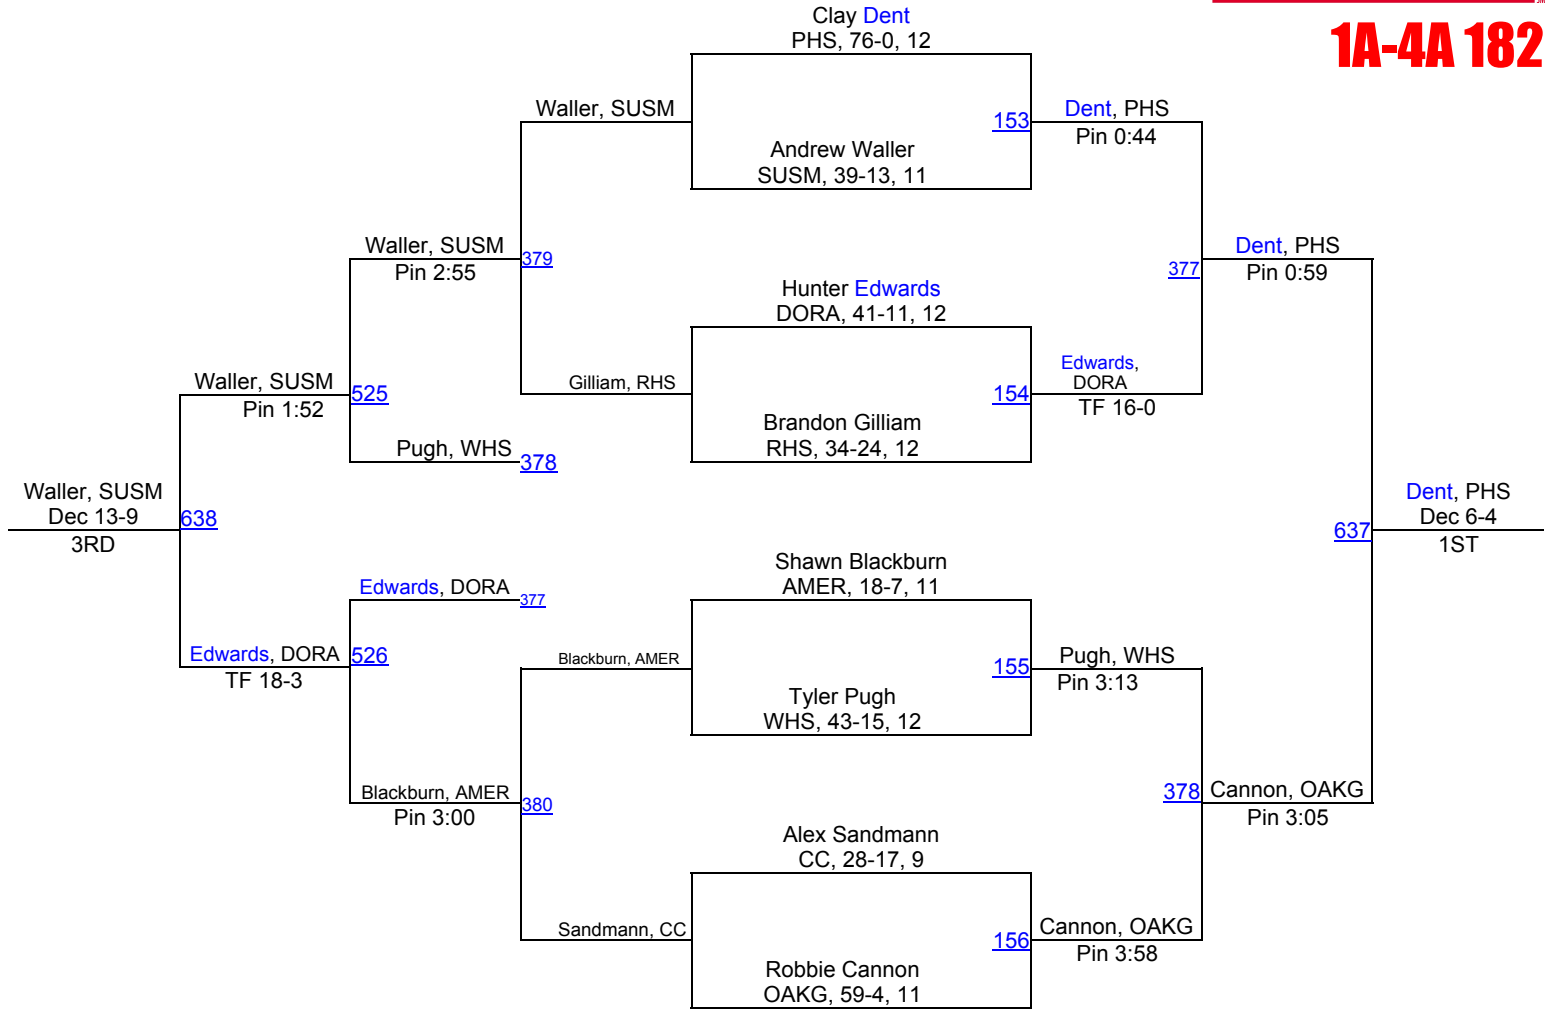 1A-4A 182
Clay Dent
PHS, 76-0, 12
Waller, SUSM
153
Dent, PHS
Pin 0:44
Andrew Waller
SUSM, 39-13, 11
Waller, SUSM
Pin 2:55
379
377
Dent, PHS
Pin 0:59
Hunter Edwards
DORA, 41-11, 12
Waller, SUSM
Pin 1:52
525
Gilliam, RHS
154
Edwards,
DORA
TF 16-0
Brandon Gilliam
RHS, 34-24, 12
Pugh, WHS
378
Waller, SUSM
Dec 13-9
3RD
638
637
Dent, PHS
Dec 6-4
1ST
Shawn Blackburn
AMER, 18-7, 11
Edwards, DORA
377
Edwards, DORA
TF 18-3
526
Blackburn, AMER
155
Pugh, WHS
Pin 3:13
Tyler Pugh
WHS, 43-15, 12
Blackburn, AMER
Pin 3:00
380
378
Cannon, OAKG
Pin 3:05
Alex Sandmann
CC, 28-17, 9
Sandmann, CC
156
Cannon, OAKG
Pin 3:58
Robbie Cannon
OAKG, 59-4, 11